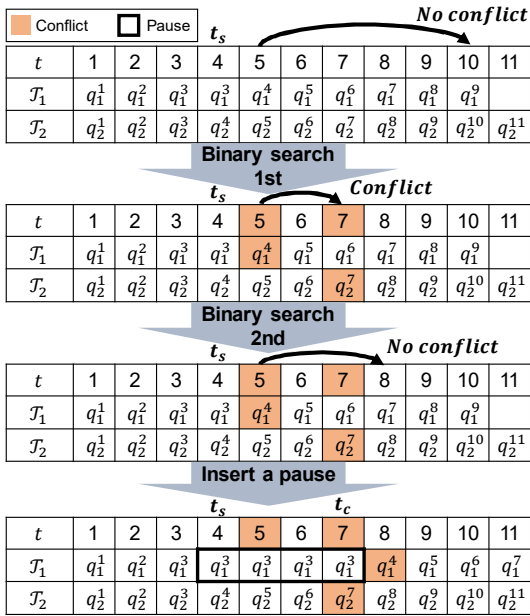 No conflict
Conflict Pause t_s
t 1 2 3 4 5 6 7 8 9 10 11
𝒯_1 q_1^1 q_1^2 q_1^3 q_1^3 q_1^4 q_1^5 q_1^6 q_1^7 q_1^8 q_1^9
𝒯_2 q_2^1 q_2^2 q_2^3 q_2^4 q_2^5 q_2^6 q_2^7 q_2^8 q_2^9 q_2^10 q_2^11
Binary search
1st
t_s Conflict
t 1 2 3 4 5 6 7 8 9 10 11
𝒯_1 q_1^1 q_1^2 q_1^3 q_1^3 q_1^4 q_1^5 q_1^6 q_1^7 q_1^8 q_1^9
𝒯_2 q_2^1 q_2^2 q_2^3 q_2^4 q_2^5 q_2^6 q_2^7 q_2^8 q_2^9 q_2^10 q_2^11
Binary search
2nd
t_s No conflict
t 1 2 3 4 5 6 7 8 9 10 11
𝒯_1 q_1^1 q_1^2 q_1^3 q_1^3 q_1^4 q_1^5 q_1^6 q_1^7 q_1^8 q_1^9
𝒯_2 q_2^1 q_2^2 q_2^3 q_2^4 q_2^5 q_2^6 q_2^7 q_2^8 q_2^9 q_2^10 q_2^11
Insert a pause
t_s t_c
t 1 2 3 4 5 6 7 8 9 10 11
𝒯_1 q_1^1 q_1^2 q_1^3 q_1^3 q_1^3 q_1^3 q_1^3 q_1^4 q_1^5 q_1^6 q_1^7
𝒯_2 q_2^1 q_2^2 q_2^3 q_2^4 q_2^5 q_2^6 q_2^7 q_2^8 q_2^9 q_2^10 q_2^11